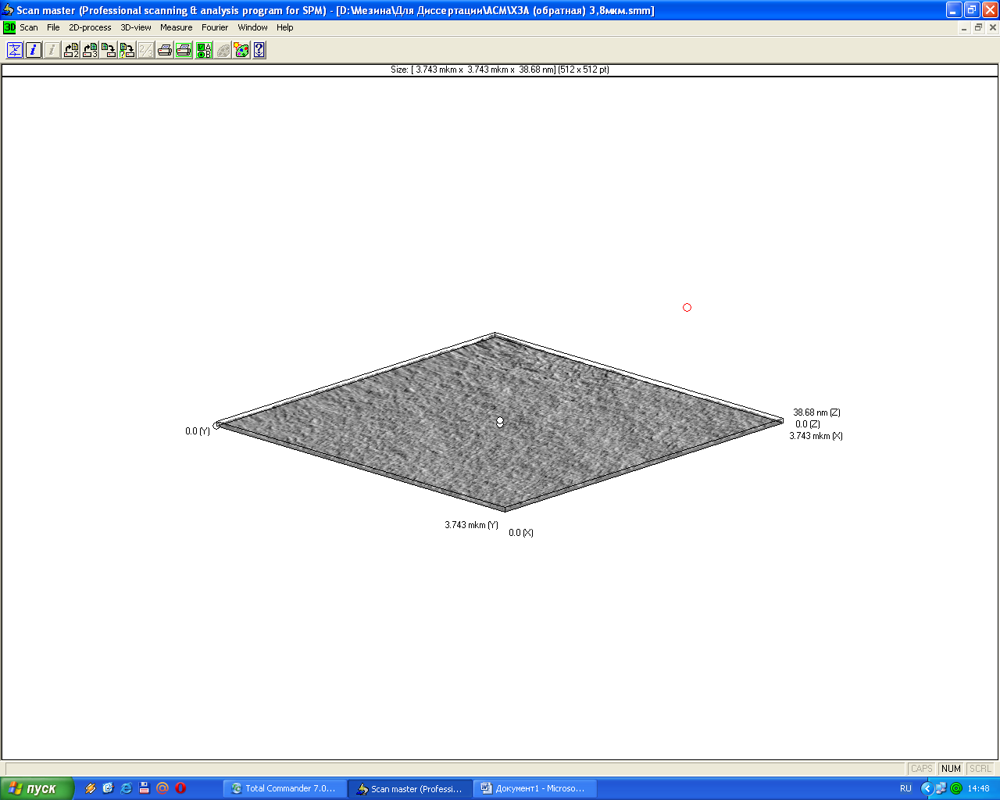 Scan master (Professional scanning & analysis program for SPM) - [D:\Мезина\Для Диссертации\АСМ\ХЗА (обратная) 3,8мкм.smm]
3D Scan File 2D-process 3D-view Measure Fourier Window Help
Size: [ 3.743 mkm x 3.743 mkm x 38.68 nm] (512 x 512 pt)
38.68 nm (Z)
0.0 (Z)
0.0 (Y)
3.743 mkm (X)
3.743 mkm (Y)
0.0 (X)
CAPS NUM SCRL
пуск Total Commander 7.0... Scan master (Professi... Документ1 - Microso... RU 14:48